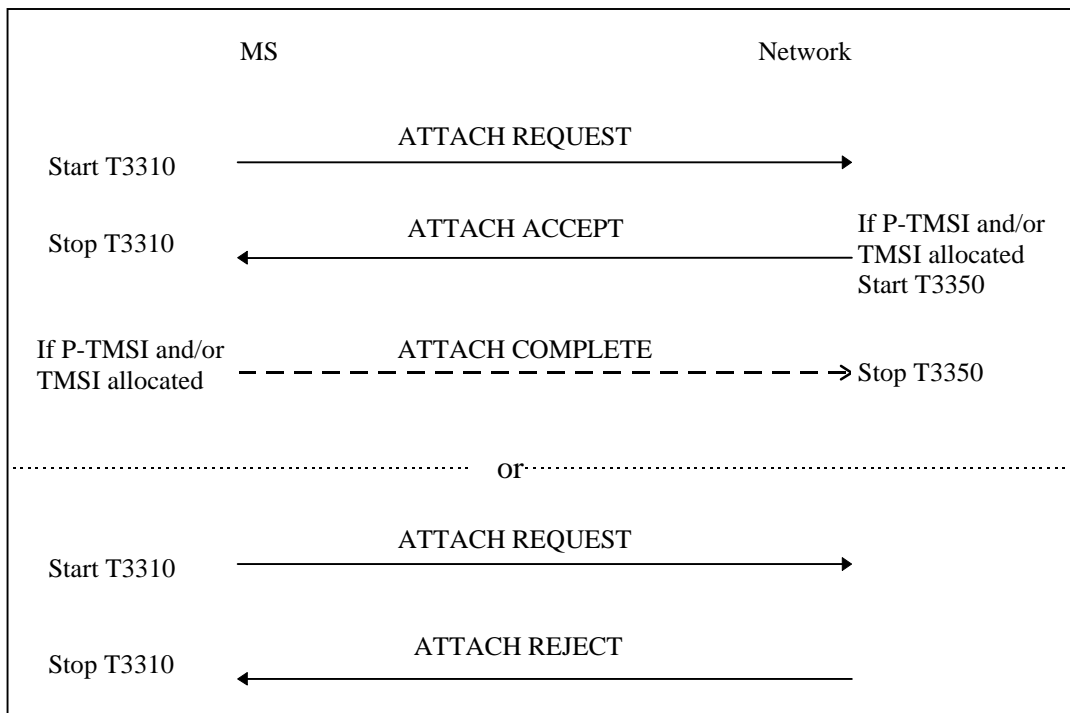 MS Network
ATTACH REQUEST
Start T3310
ATTACH ACCEPT
Stop T3310
If P-TMSI and/or
TMSI allocated
Start T3350
If P-TMSI and/or
TMSI allocated
ATTACH COMPLETE
Stop T3350
or
ATTACH REQUEST
Start T3310
ATTACH REJECT
Stop T3310